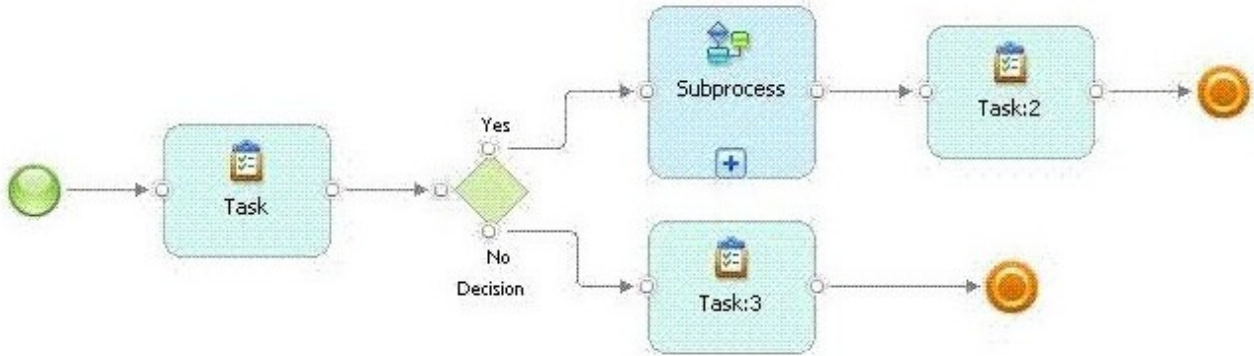 Task
Yes
No
Decision
Subprocess
Task:2
Task:3